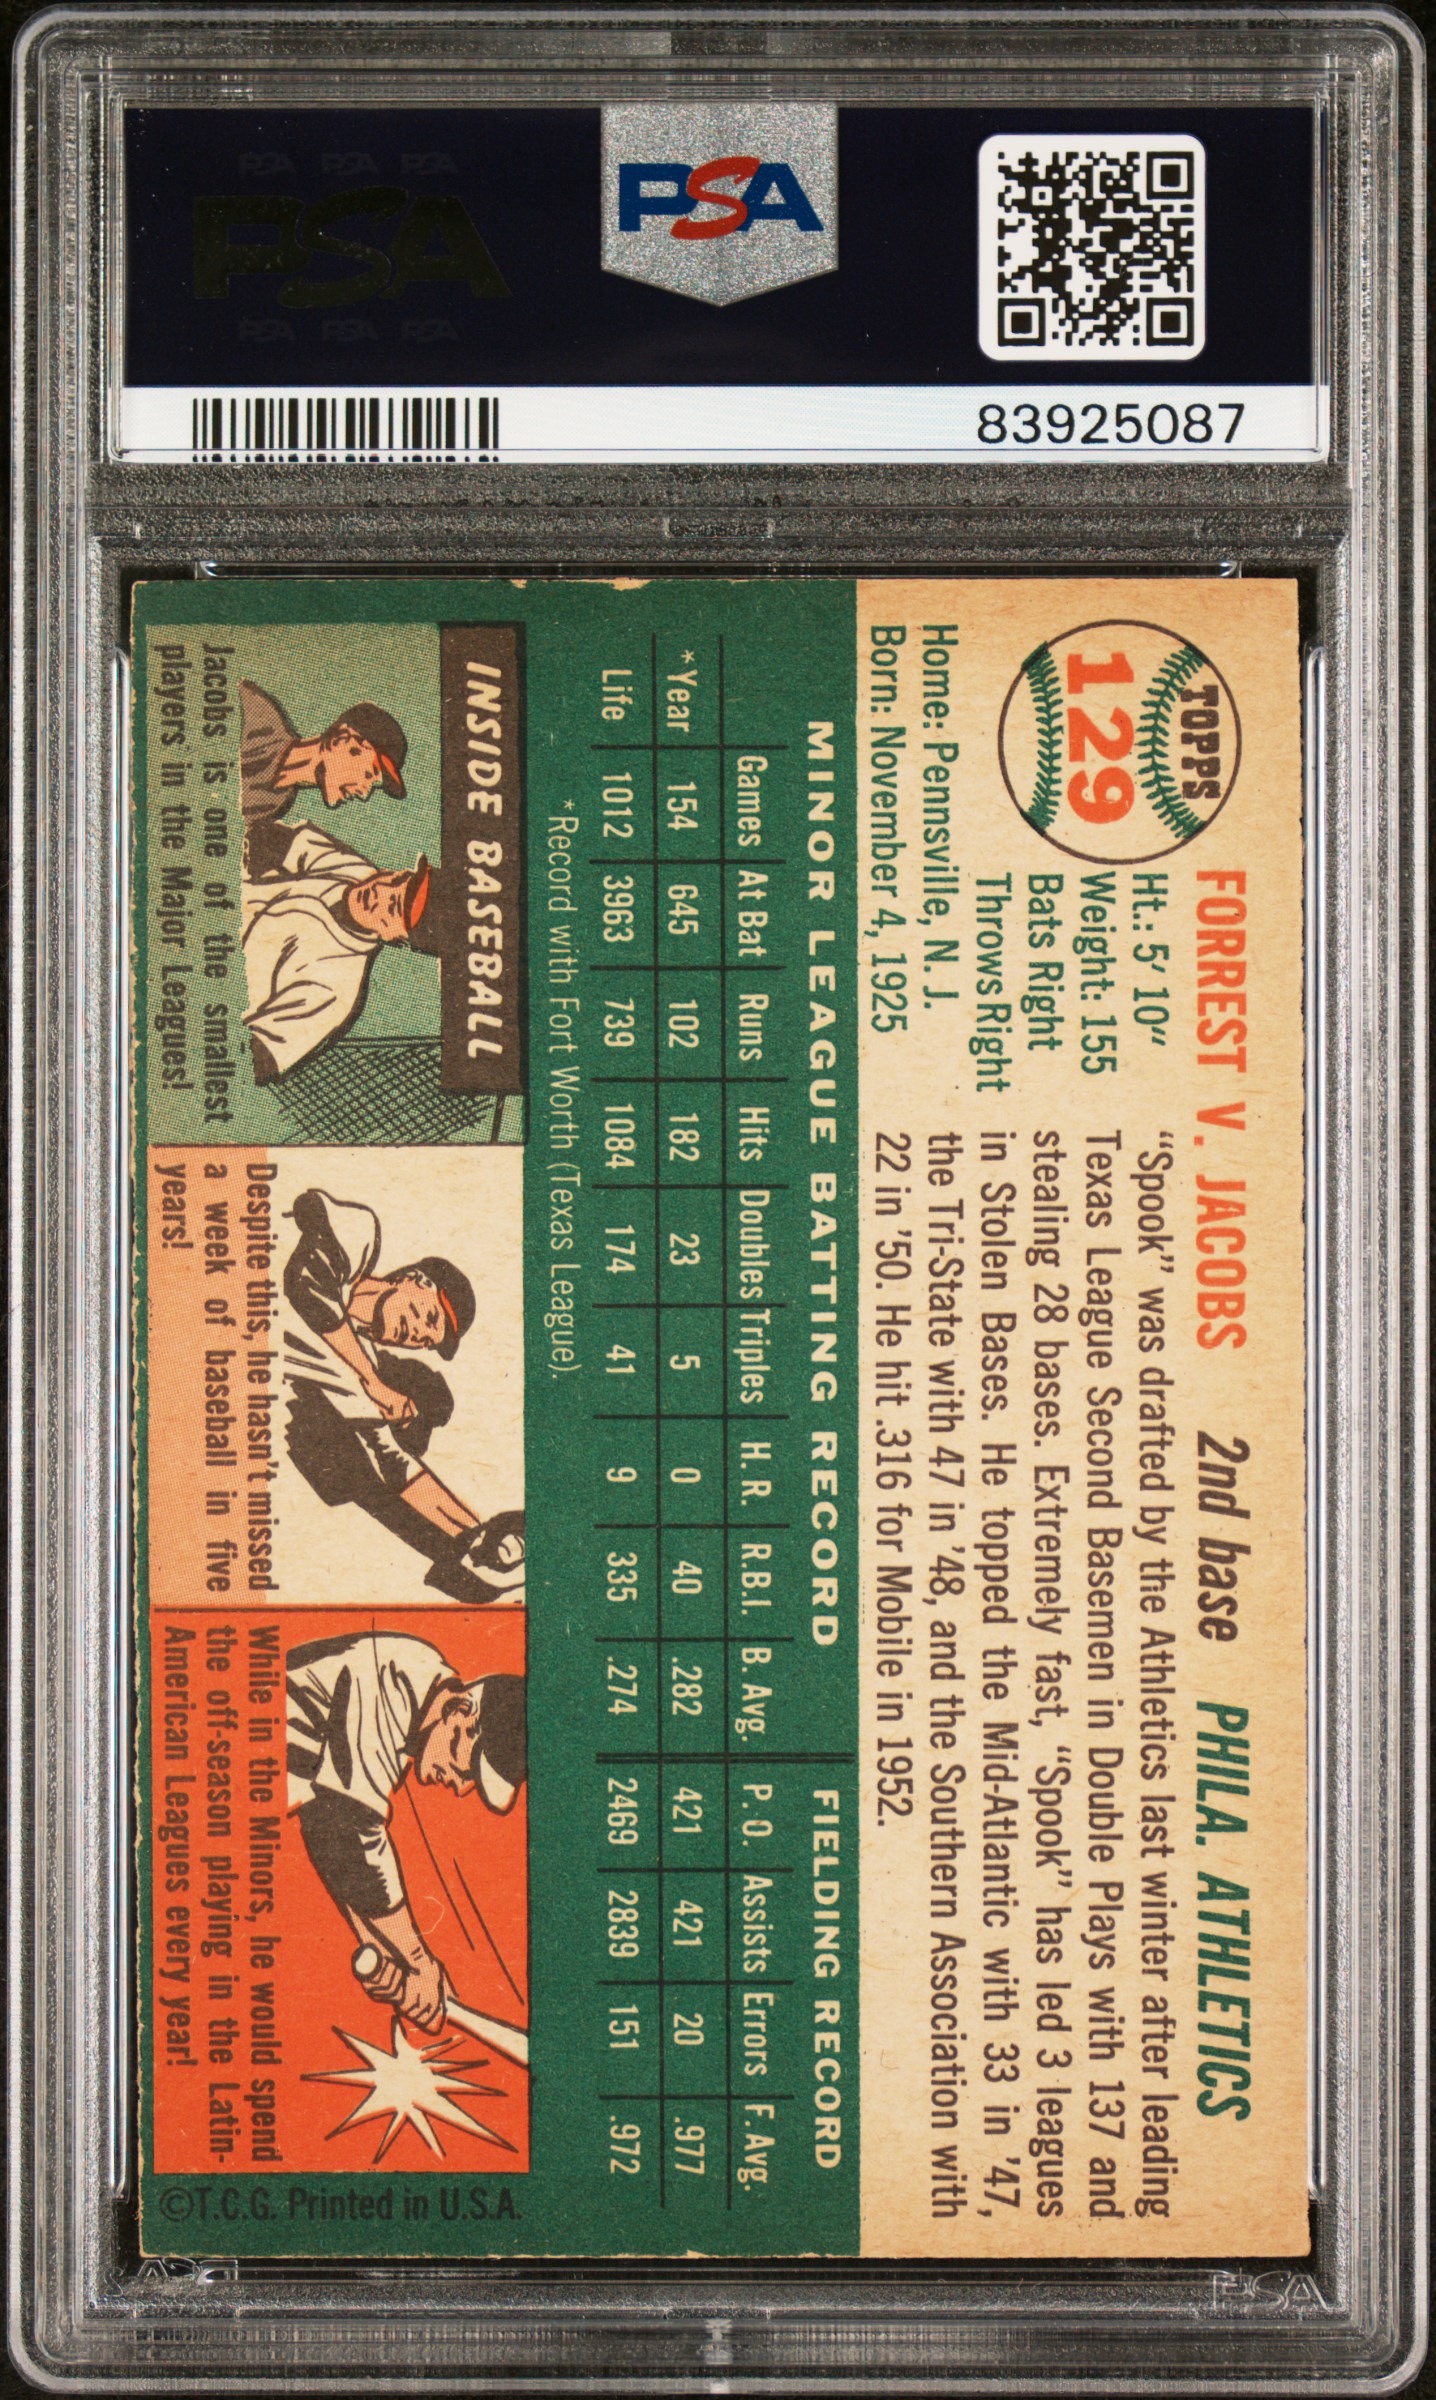 PSA PSA PSA
PSA
PSA PSA PSA
PSA
83925087
TOPPS
129
FORREST V. JACOBS 2nd base PHILA. ATHLETICS
Ht.: 5' 10"
Weight: 155
Bats Right
Throws Right
Home: Pennsville, N. J.
Born: November 4, 1925
"Spook" was drafted by the Athletics last winter after leading
Texas League Second Basemen in Double Plays with 137 and
stealing 28 bases. Extremely fast, "Spook" has led 3 leagues
in Stolen Bases. He topped the Mid-Atlantic with 33 in '47,
the Tri-State with 47 in '48, and the Southern Association with
22 in '50. He hit .316 for Mobile in 1952.
MINOR LEAGUE BATTING RECORD FIELDING RECORD
Games At Bat Runs Hits Doubles Triples H. R. R.B.I. B. Avg. P. O. Assists Errors F. Avg.
*Year 154 645 102 182 23 5 0 40 .282 421 421 20 .977
Life 1012 3963 739 1084 174 41 9 335 .274 2469 2839 151 .972
*Record with Fort Worth (Texas League).
INSIDE BASEBALL
Jacobs is one of the smallest
players in the Major Leagues!
Despite this, he hasn't missed
a week of baseball in five
years!
While in the Minors, he would spend
the off-season playing in the Latin-
American Leagues every year!
©T.C.G. Printed in U.S.A.
PSA
PSA